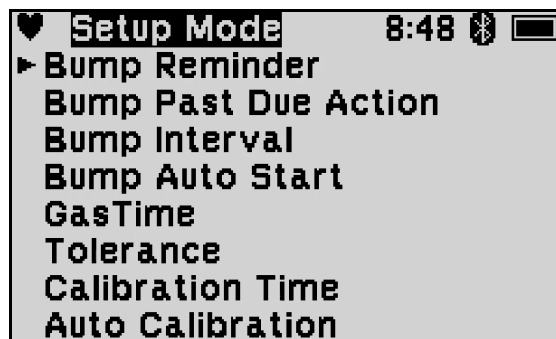 Setup Mode 8:48
Bump Reminder
Bump Past Due Action
Bump Interval
Bump Auto Start
GasTime
Tolerance
Calibration Time
Auto Calibration